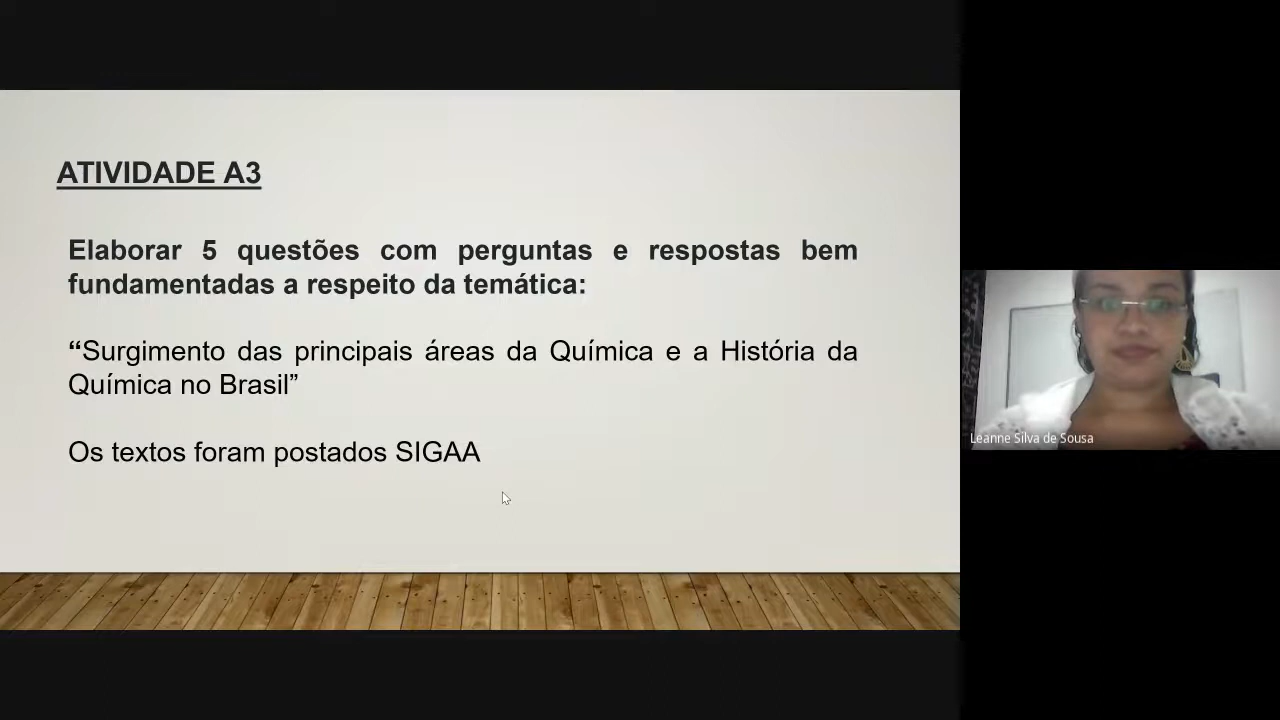 ATIVIDADE A3
Elaborar 5 questões com perguntas e respostas bem
fundamentadas a respeito da temática:
“Surgimento das principais áreas da Química e a História da
Química no Brasil”
Os textos foram postados SIGAA
Leanne Silva de Sousa